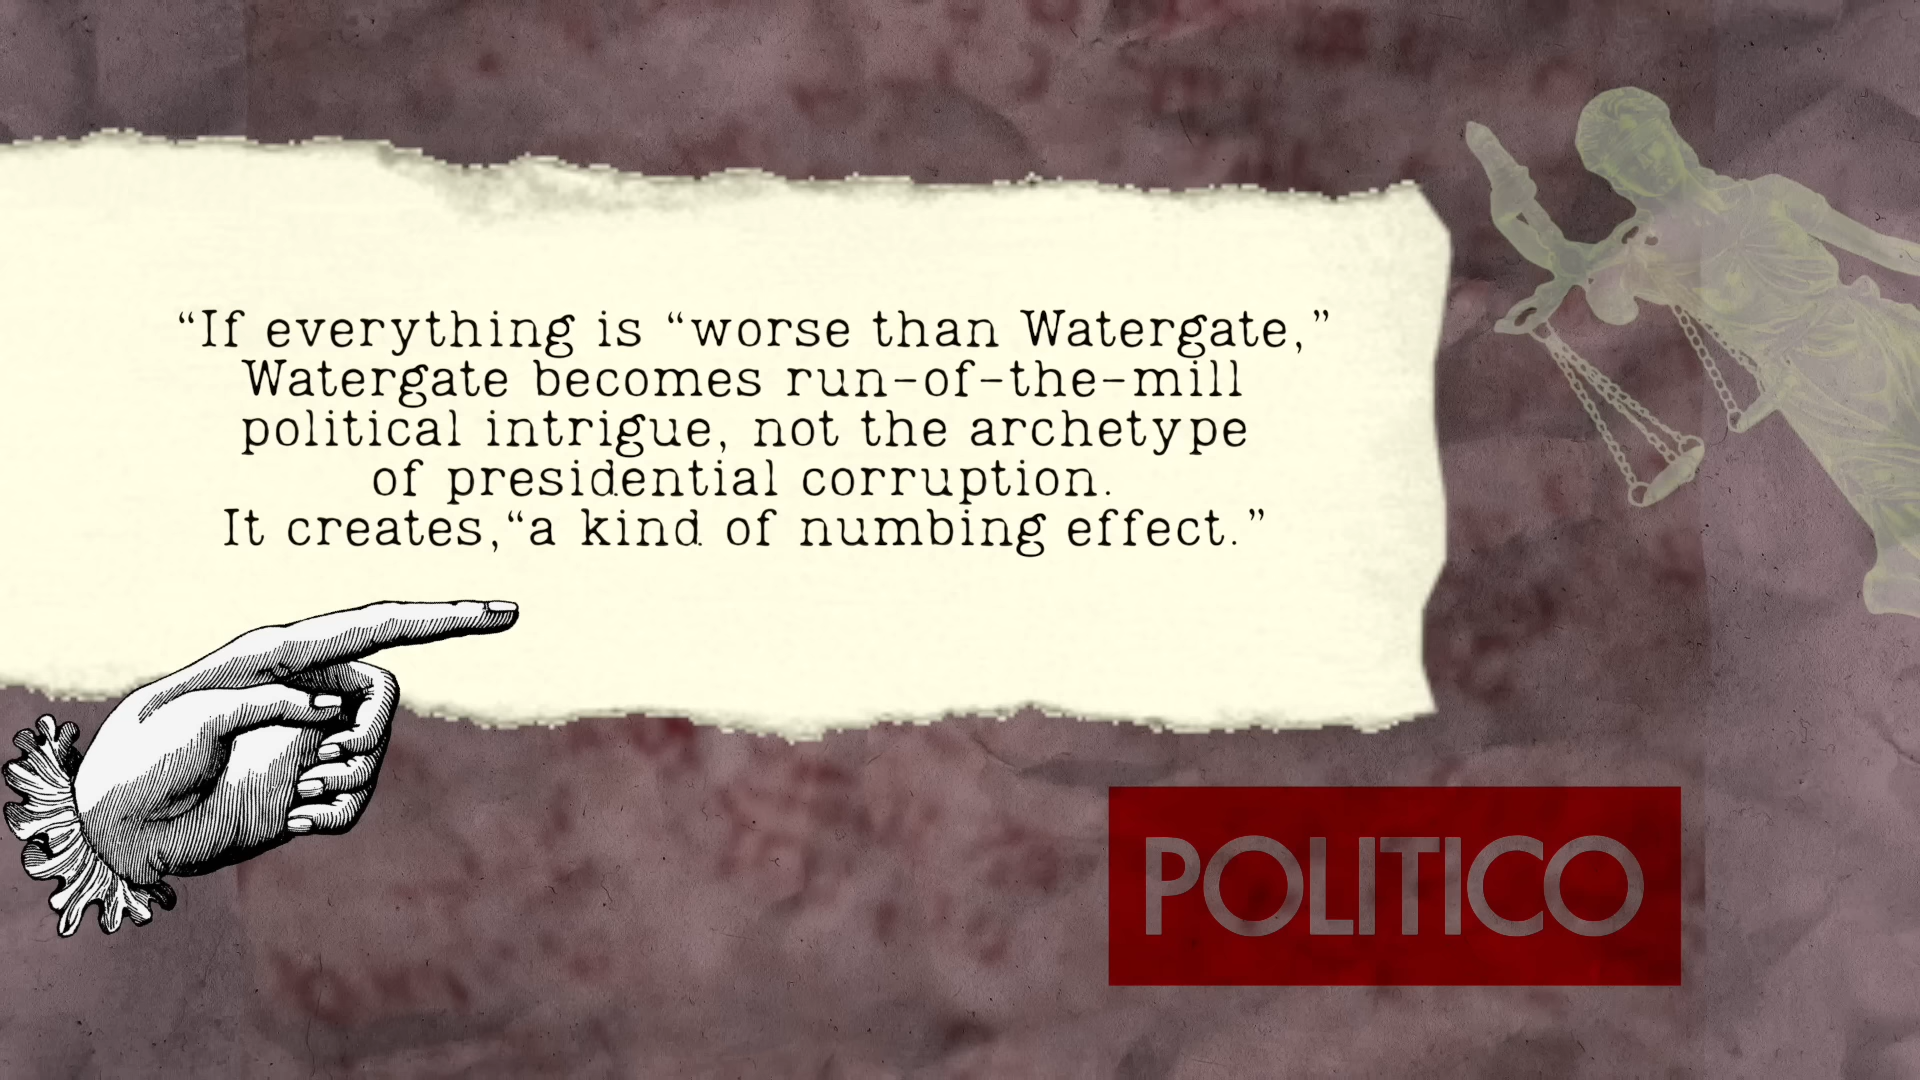 “If everything is “worse than Watergate,”
Watergate becomes run-of-the-mill
political intrigue, not the archetype
of presidential corruption.
It creates,“a kind of numbing effect.”
POLITICO